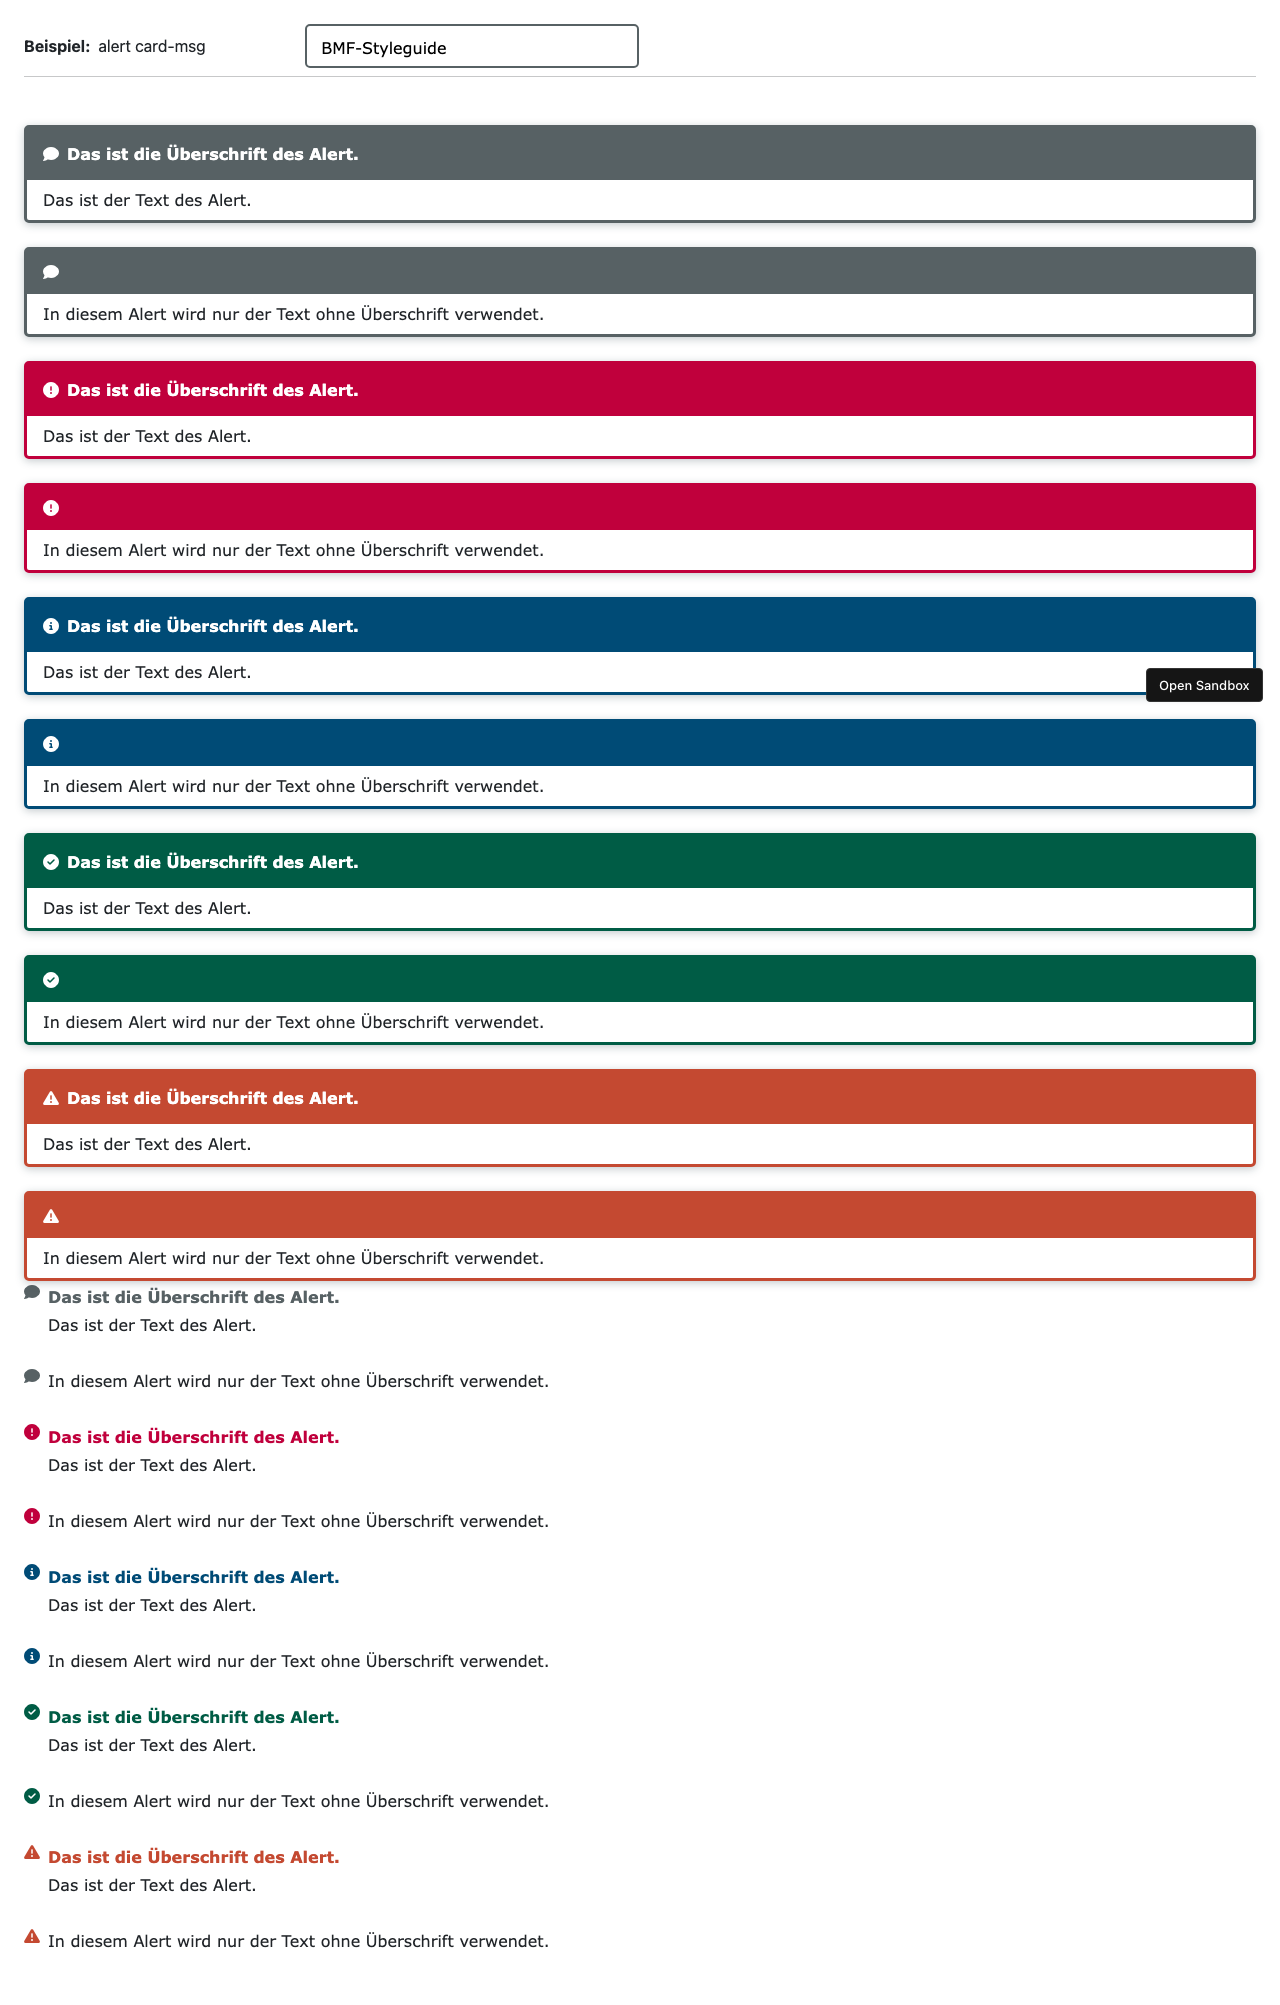 Beispiel: alert card-msg
BMF-Styleguide
Das ist die Überschrift des Alert.
Das ist der Text des Alert.
In diesem Alert wird nur der Text ohne Überschrift verwendet.
Das ist die Überschrift des Alert.
Das ist der Text des Alert.
In diesem Alert wird nur der Text ohne Überschrift verwendet.
Das ist die Überschrift des Alert.
Das ist der Text des Alert.
Open Sandbox
In diesem Alert wird nur der Text ohne Überschrift verwendet.
Das ist die Überschrift des Alert.
Das ist der Text des Alert.
In diesem Alert wird nur der Text ohne Überschrift verwendet.
Das ist die Überschrift des Alert.
Das ist der Text des Alert.
In diesem Alert wird nur der Text ohne Überschrift verwendet.
Das ist die Überschrift des Alert.
Das ist der Text des Alert.
In diesem Alert wird nur der Text ohne Überschrift verwendet.
Das ist die Überschrift des Alert.
Das ist der Text des Alert.
In diesem Alert wird nur der Text ohne Überschrift verwendet.
Das ist die Überschrift des Alert.
Das ist der Text des Alert.
In diesem Alert wird nur der Text ohne Überschrift verwendet.
Das ist die Überschrift des Alert.
Das ist der Text des Alert.
In diesem Alert wird nur der Text ohne Überschrift verwendet.
Das ist die Überschrift des Alert.
Das ist der Text des Alert.
In diesem Alert wird nur der Text ohne Überschrift verwendet.